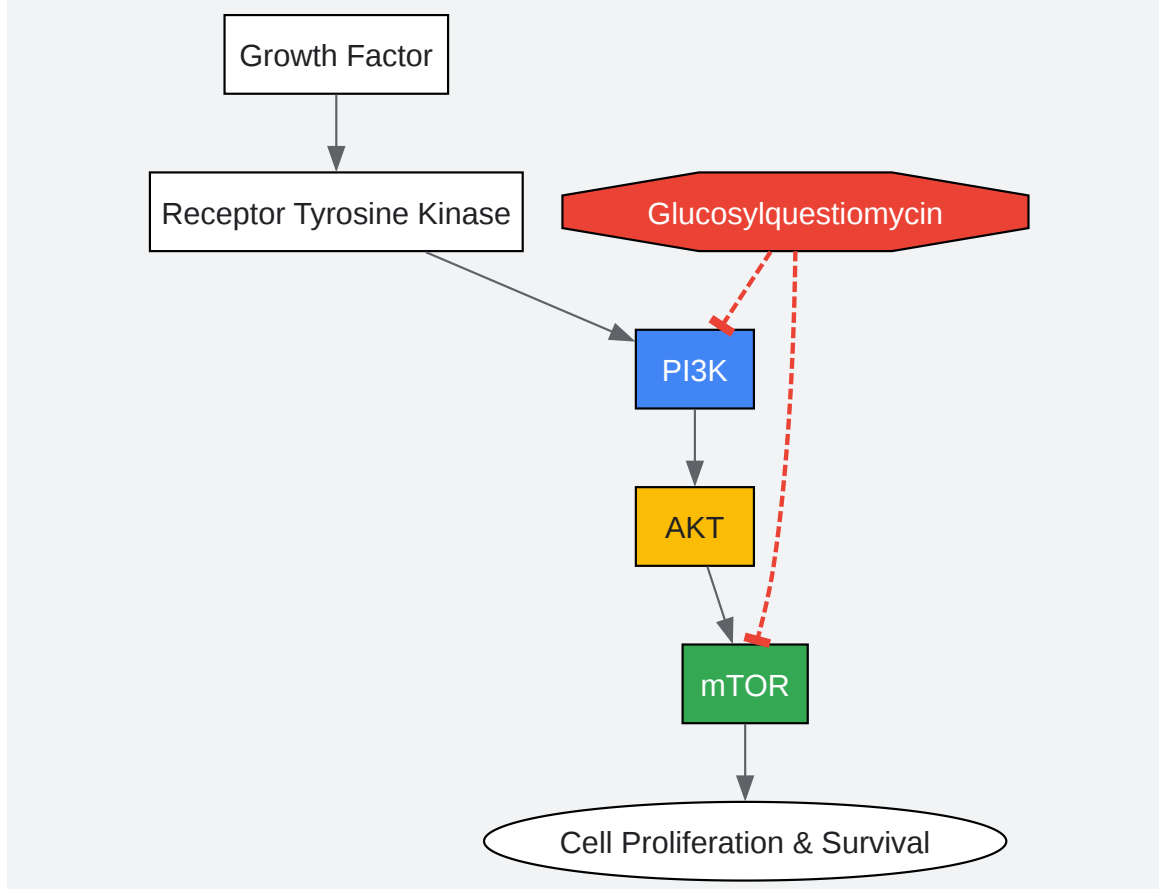 Growth Factor
Receptor Tyrosine Kinase
Glucosylquestiomycin
PI3K
AKT
mTOR
Cell Proliferation & Survival